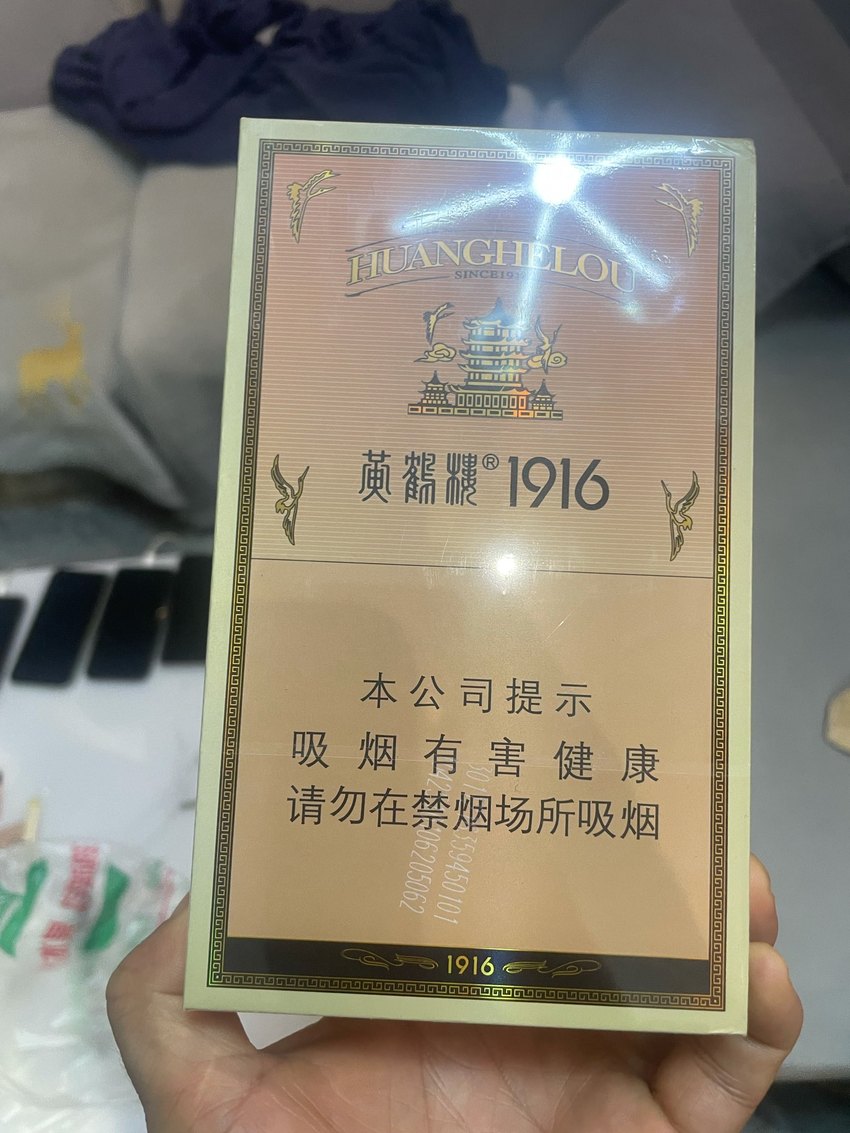 HUANGHELOU
黄鹤楼® 1916
本公司提示
吸烟有害健康
请勿在禁烟场所吸烟
1916